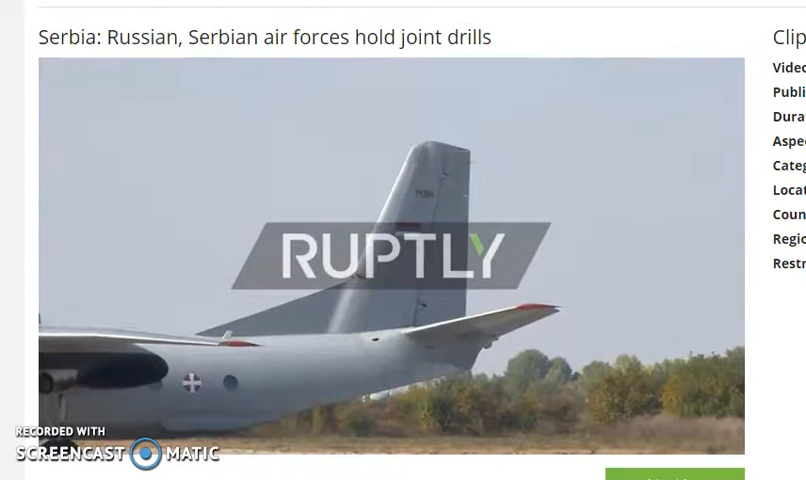 Serbia: Russian, Serbian air forces hold joint drills
Clip
Video
Publi
Dura
Aspe
Categ
Locat
Coun
Regio
Restr
RUPTLY
RECORDED WITH
SCREENCAST MATIC